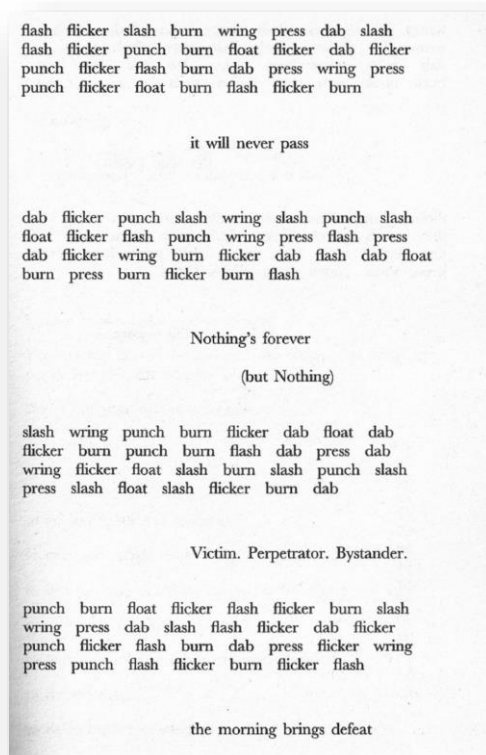 flash flicker slash burn wring press dab slash
flash flicker punch burn float flicker dab flicker
punch flicker flash burn dab press wring press
punch flicker float burn flash flicker burn
it will never pass
dab flicker punch slash wring slash punch slash
float flicker flash punch wring press flash press
dab flicker wring burn flicker dab flash dab float
burn press burn flicker burn flash
Nothing's forever
(but Nothing)
slash wring punch burn flicker dab float dab
flicker burn punch burn flash dab press dab
wring flicker float slash burn slash punch slash
press slash float slash flicker burn dab
Victim. Perpetrator. Bystander.
punch burn float flicker flash flicker burn slash
wring press dab slash flash flicker dab flicker
punch flicker flash burn dab press flicker wring
press punch flash flicker burn flicker flash
the morning brings defeat